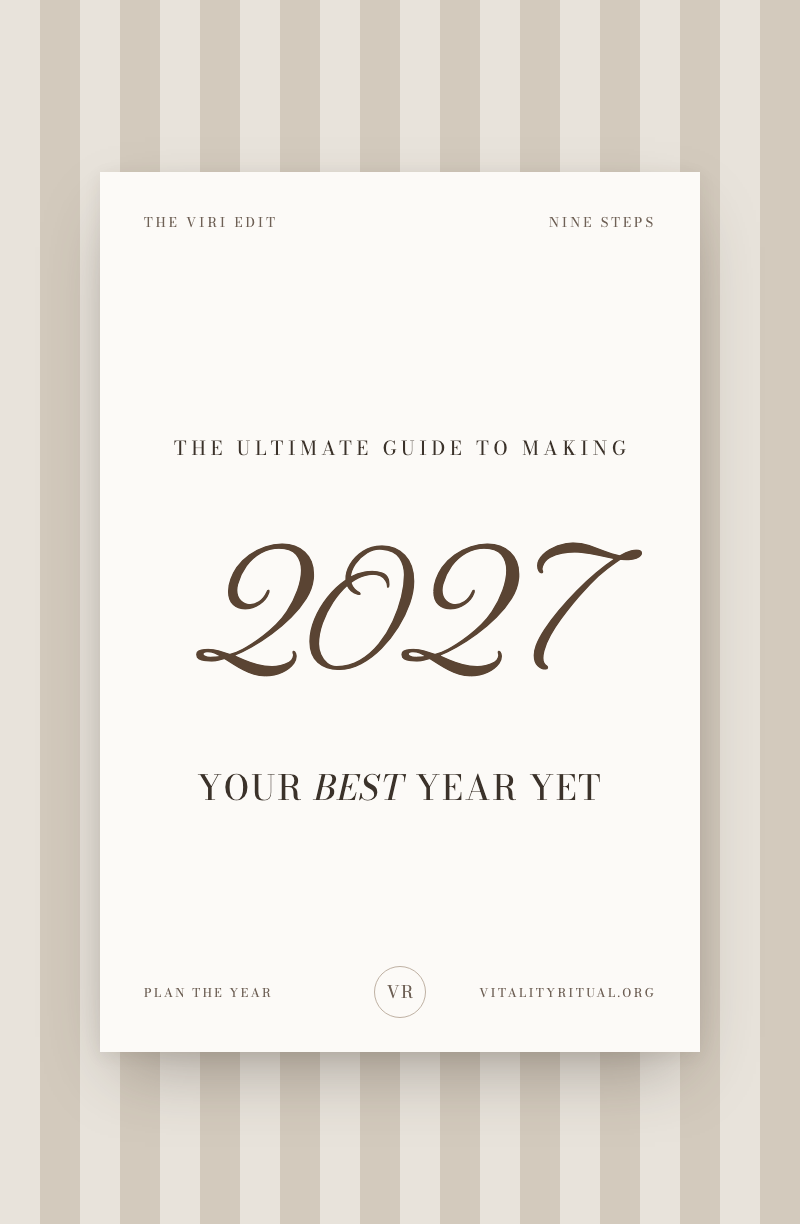 THE VIRI EDIT
NINE STEPS
THE ULTIMATE GUIDE TO MAKING
2027
YOUR BEST YEAR YET
PLAN THE YEAR
VR
VITALITYRITUAL.ORG